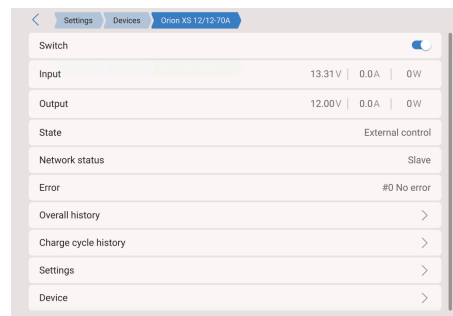 Settings Devices Orion XS 12/12-70A
Switch
Input 13.31V 0.0A 0W
Output 12.00V 0.0A 0W
State External control
Network status Slave
Error #0 No error
Overall history
Charge cycle history
Settings
Device